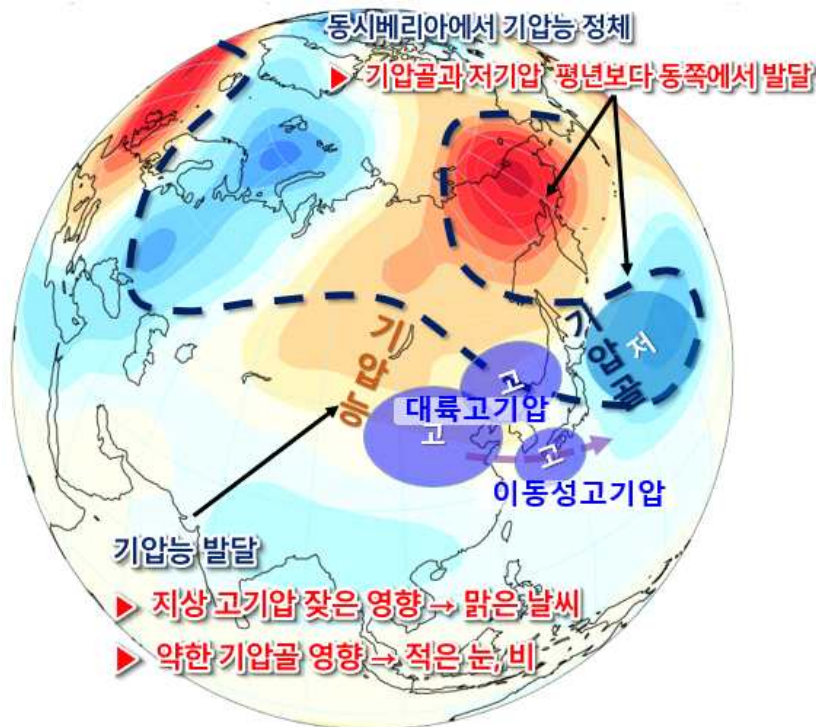 동시베리아에서 기압능 정체
▶ 기압골과 저기압 평년보다 동쪽에서 발달
기압능
기압골
저
고
대륙고기압
고
고
이동성고기압
기압능 발달
▶ 지상 고기압 잦은 영향 → 맑은 날씨
▶ 약한 기압골 영향 → 적은 눈, 비